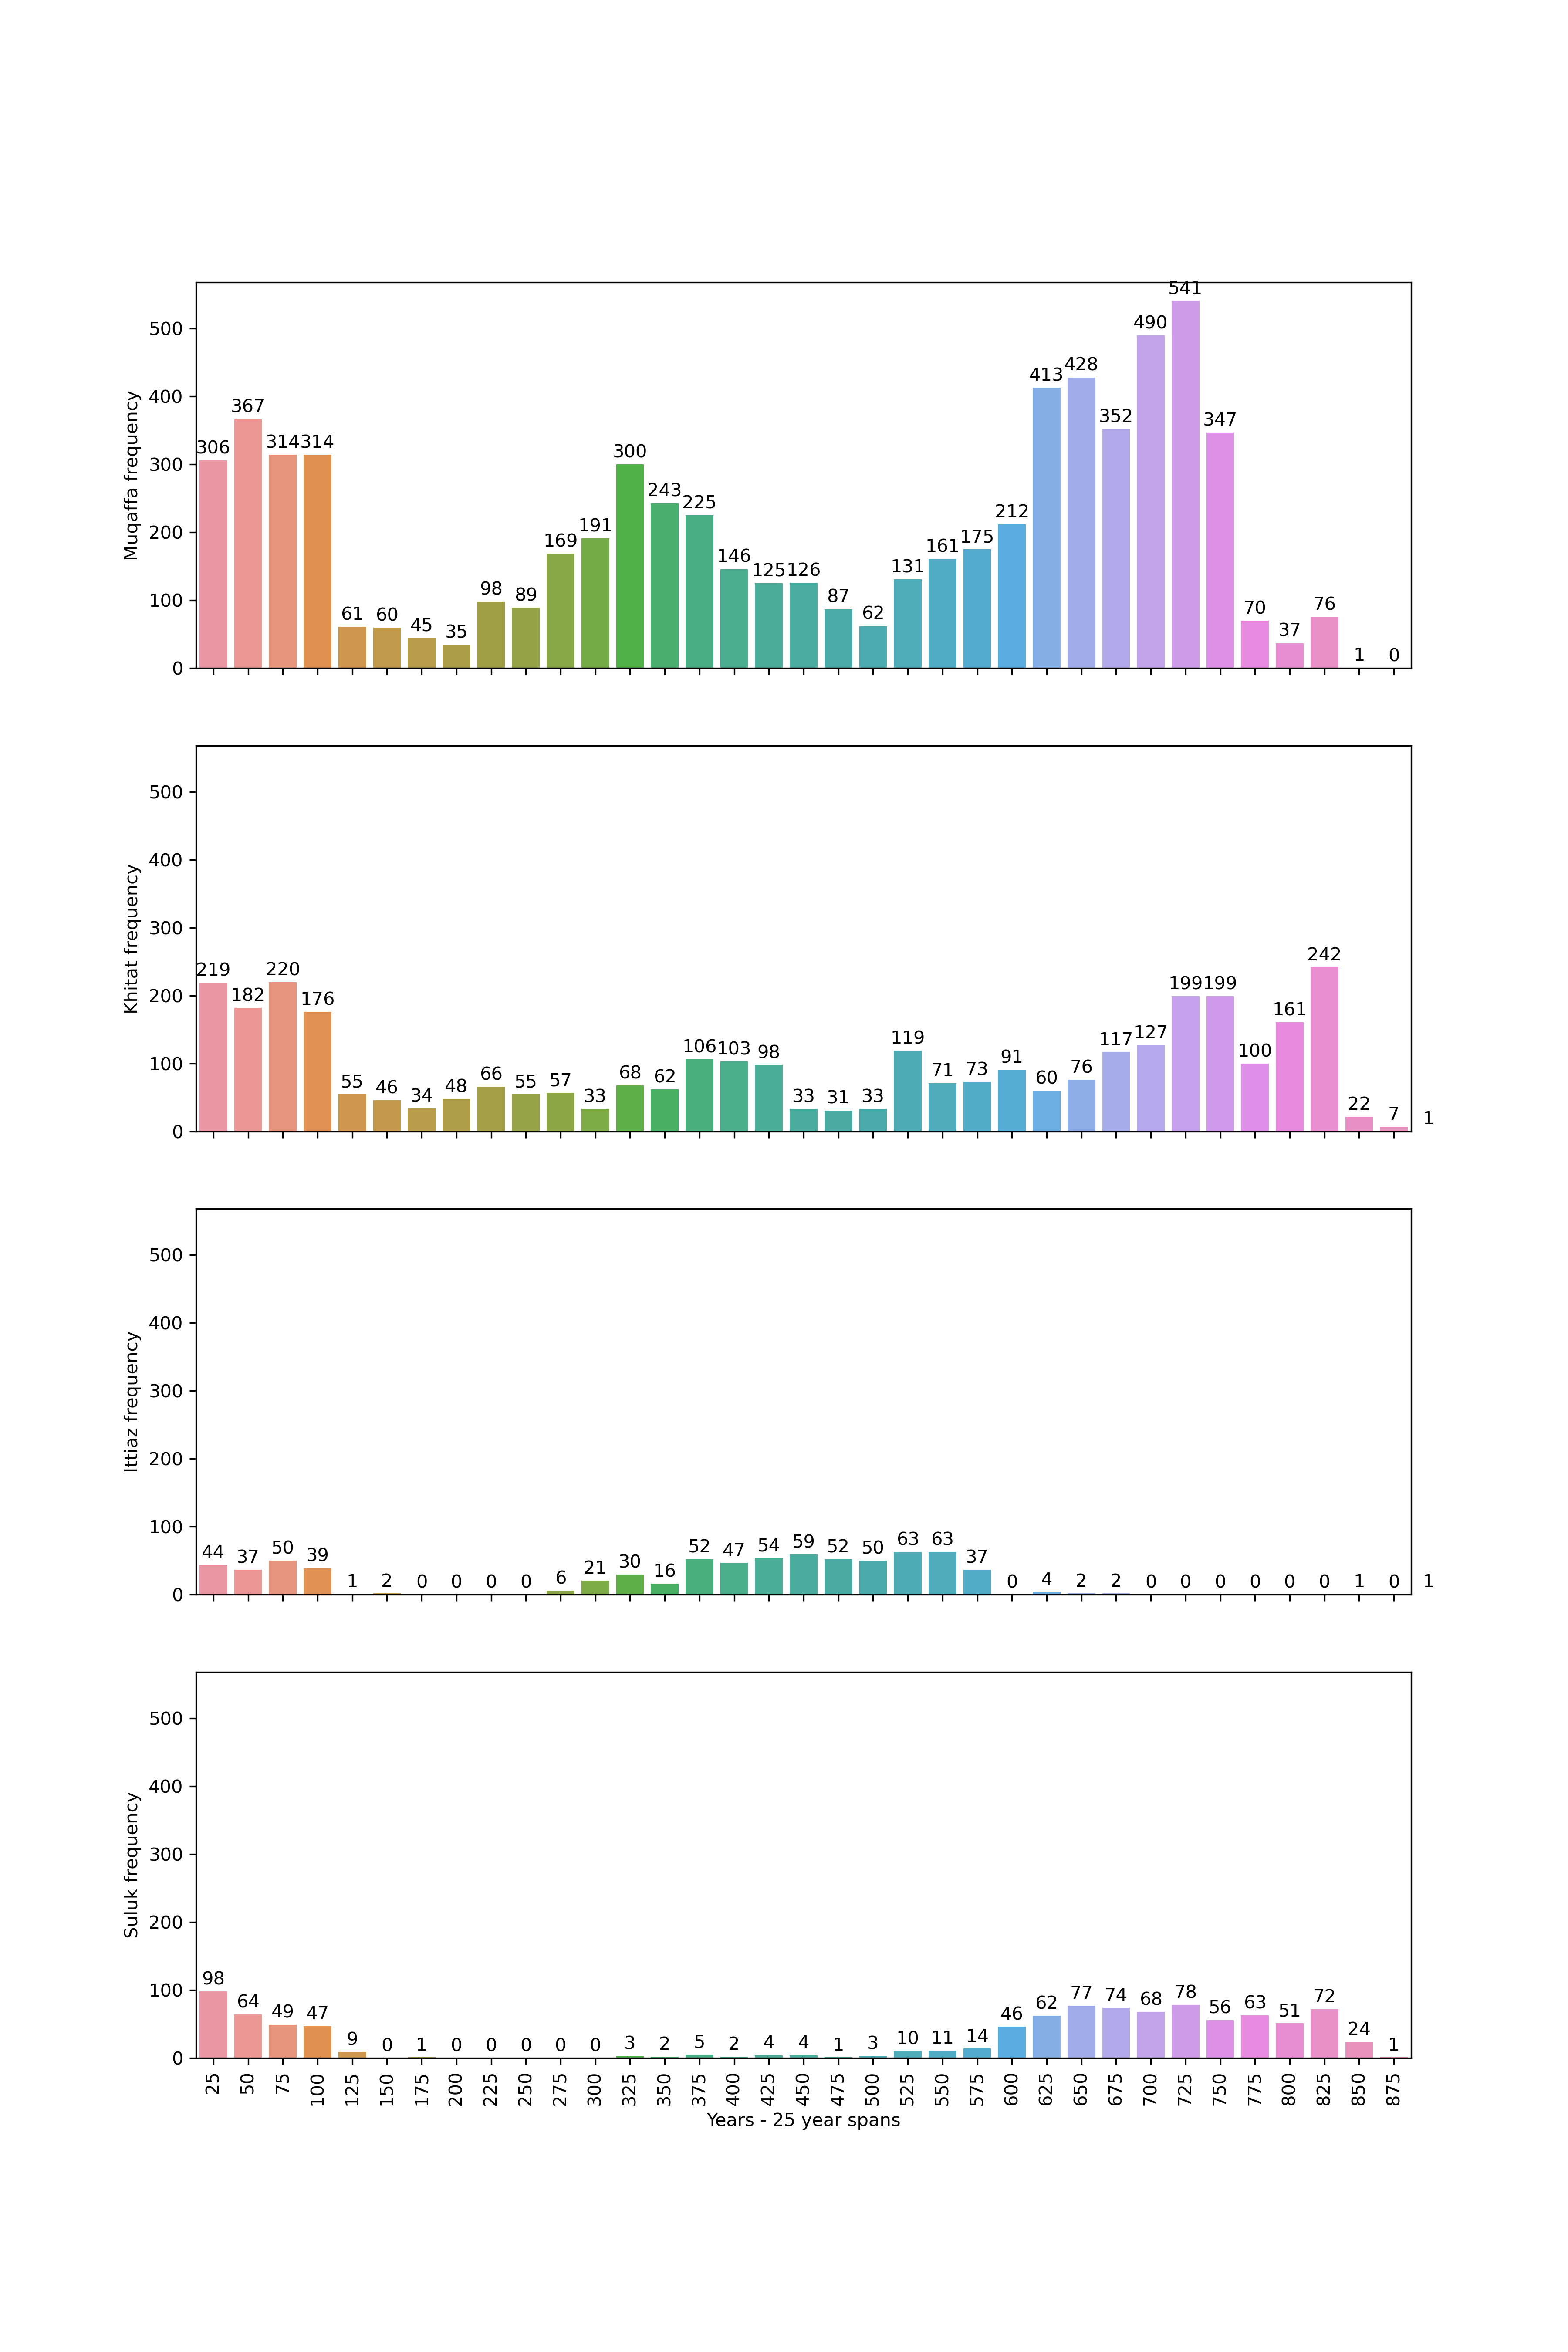 Muqaffa frequency
500
400
300
200
100
0
306 367 314 314 61 60 45 35 98 89 169 191 300 243 225 146 125 126 87 62 131 161 175 212 413 428 352 490 541 347 70 37 76 1 0
Khitat frequency
500
400
300
200
100
0
219 182 220 176 55 46 34 48 66 55 57 33 68 62 106 103 98 33 31 33 119 71 73 91 60 76 117 127 199 199 100 161 242 22 7 1
Ittiaz frequency
500
400
300
200
100
0
44 37 50 39 1 2 0 0 0 0 6 21 30 16 52 47 54 59 52 50 63 63 37 0 4 2 2 0 0 0 0 0 0 1 0 1
Suluk frequency
500
400
300
200
100
0
98 64 49 47 9 0 1 0 0 0 0 0 3 2 5 2 4 4 1 3 10 11 14 46 62 77 74 68 78 56 63 51 72 24 1
25 50 75 100 125 150 175 200 225 250 275 300 325 350 375 400 425 450 475 500 525 550 575 600 625 650 675 700 725 750 775 800 825 850 875
Years - 25 year spans